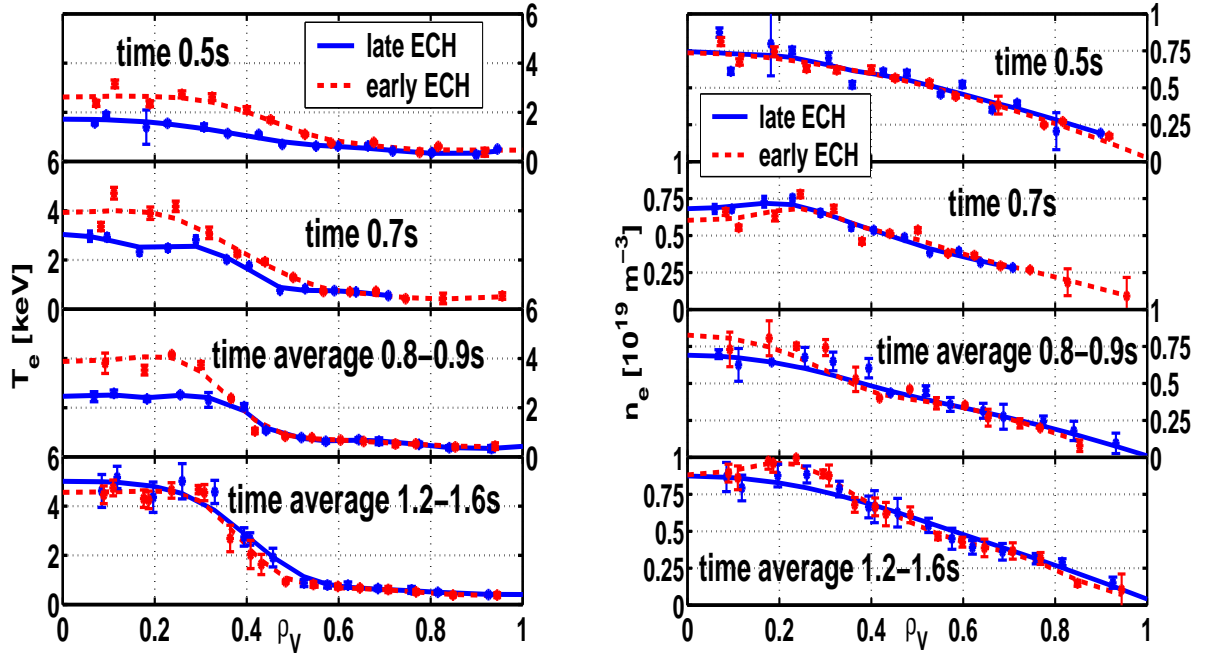 time 0.5s
late ECH
early ECH
6
4
2
0
time 0.7s
6
4
2
0
time average 0.8–0.9s
6
4
2
0
time average 1.2–1.6s
6
4
2
0
T_e [keV]
0 0.2 0.4 0.6 0.8 1
ρ_V
time 0.5s
late ECH
early ECH
1
0.75
0.5
0.25
0
time 0.7s
1
0.75
0.5
0.25
0
time average 0.8–0.9s
1
0.75
0.5
0.25
0
time average 1.2–1.6s
1
0.75
0.5
0.25
0
n_e [10^19 m^−3]
0 0.2 0.4 0.6 0.8 1
ρ_V